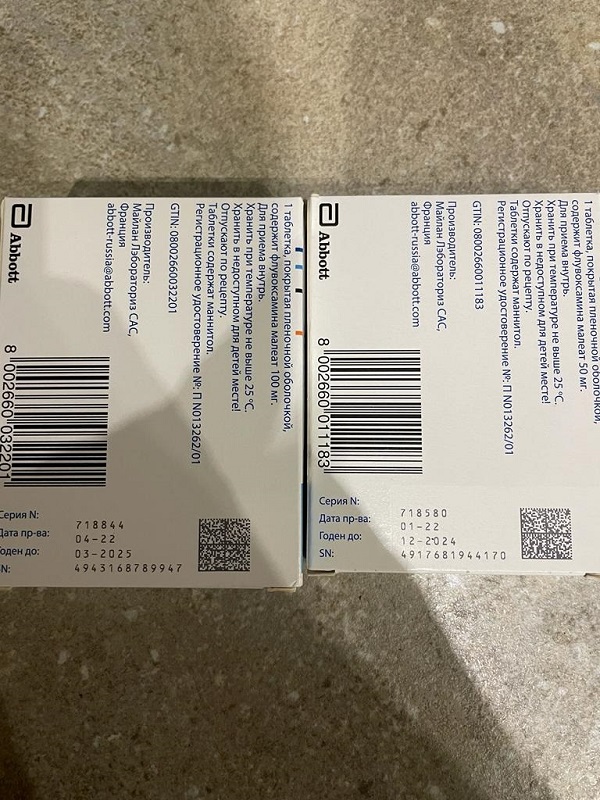 1 таблетка, покрытая пленочной оболочкой,
содержит флувоксамина малеат 100 мг.
Для приема внутрь.
Хранить при температуре не выше 25 °C.
Хранить в недоступном для детей месте!
Отпускают по рецепту.
Таблетки содержат маннитол.
Регистрационное удостоверение №: П N013262/01
GTIN: 08002660032201
Производитель:
Майлан Лэбораториз САС,
Франция
abbott-russia@abbott.com
Abbott
8 002660 032201
Серия N:
718844
Дата пр-ва:
04-22
Годен до:
03-2025
SN:
4943168789947
1 таблетка, покрытая пленочной оболочкой,
содержит флувоксамина малеат 50 мг.
Для приема внутрь.
Хранить при температуре не выше 25 °C.
Хранить в недоступном для детей месте!
Отпускают по рецепту.
Таблетки содержат маннитол.
Регистрационное удостоверение №: П N013262/01
GTIN: 08002660011183
Производитель:
Майлан Лэбораториз САС,
Франция
abbott-russia@abbott.com
Abbott
8 002660 011183
Серия N:
718580
Дата пр-ва:
01-22
Годен до:
12-2024
SN:
4917681944170